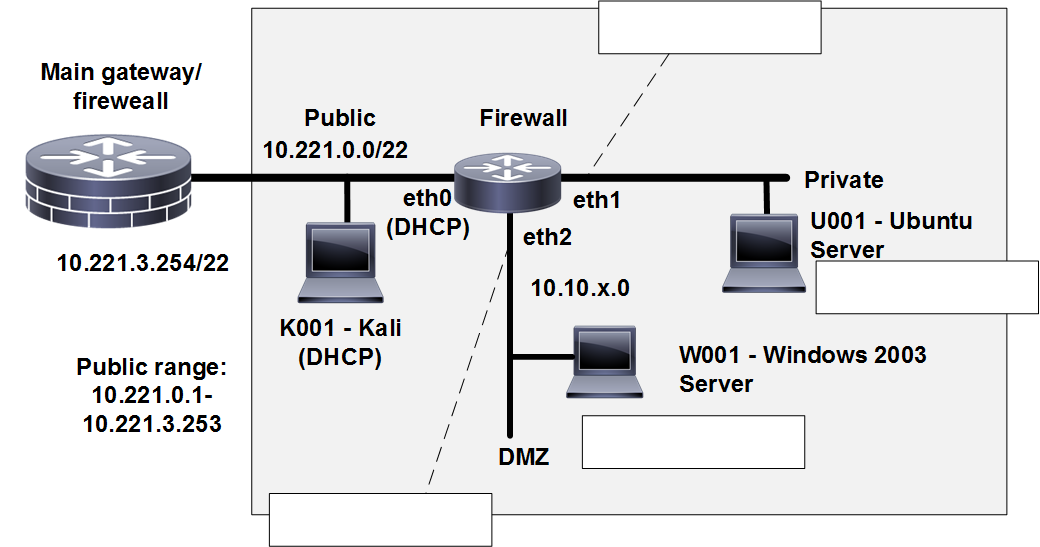 Main gateway/
fireweall
10.221.3.254/22
Public range:
10.221.0.1-
10.221.3.253
Public
10.221.0.0/22
Firewall
eth0
(DHCP)
eth1
eth2
10.10.x.0
K001 - Kali
(DHCP)
Private
U001 - Ubuntu
Server
W001 - Windows 2003
Server
DMZ